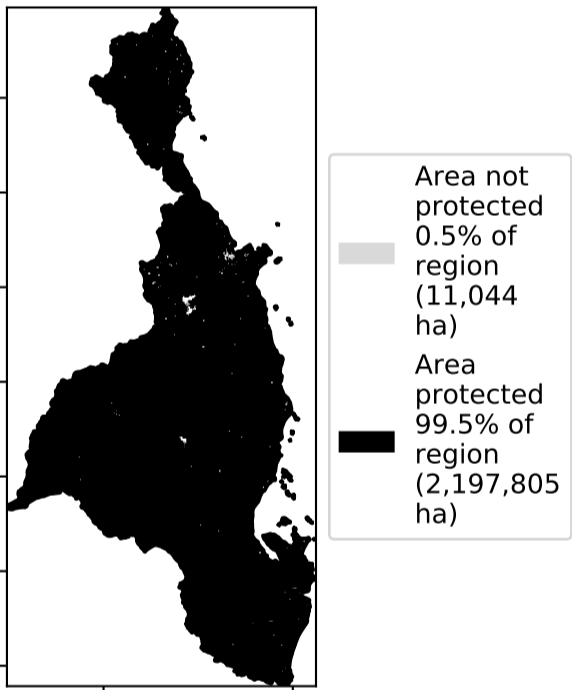 Area not
protected
0.5% of
region
(11,044
ha)
Area
protected
99.5% of
region
(2,197,805
ha)